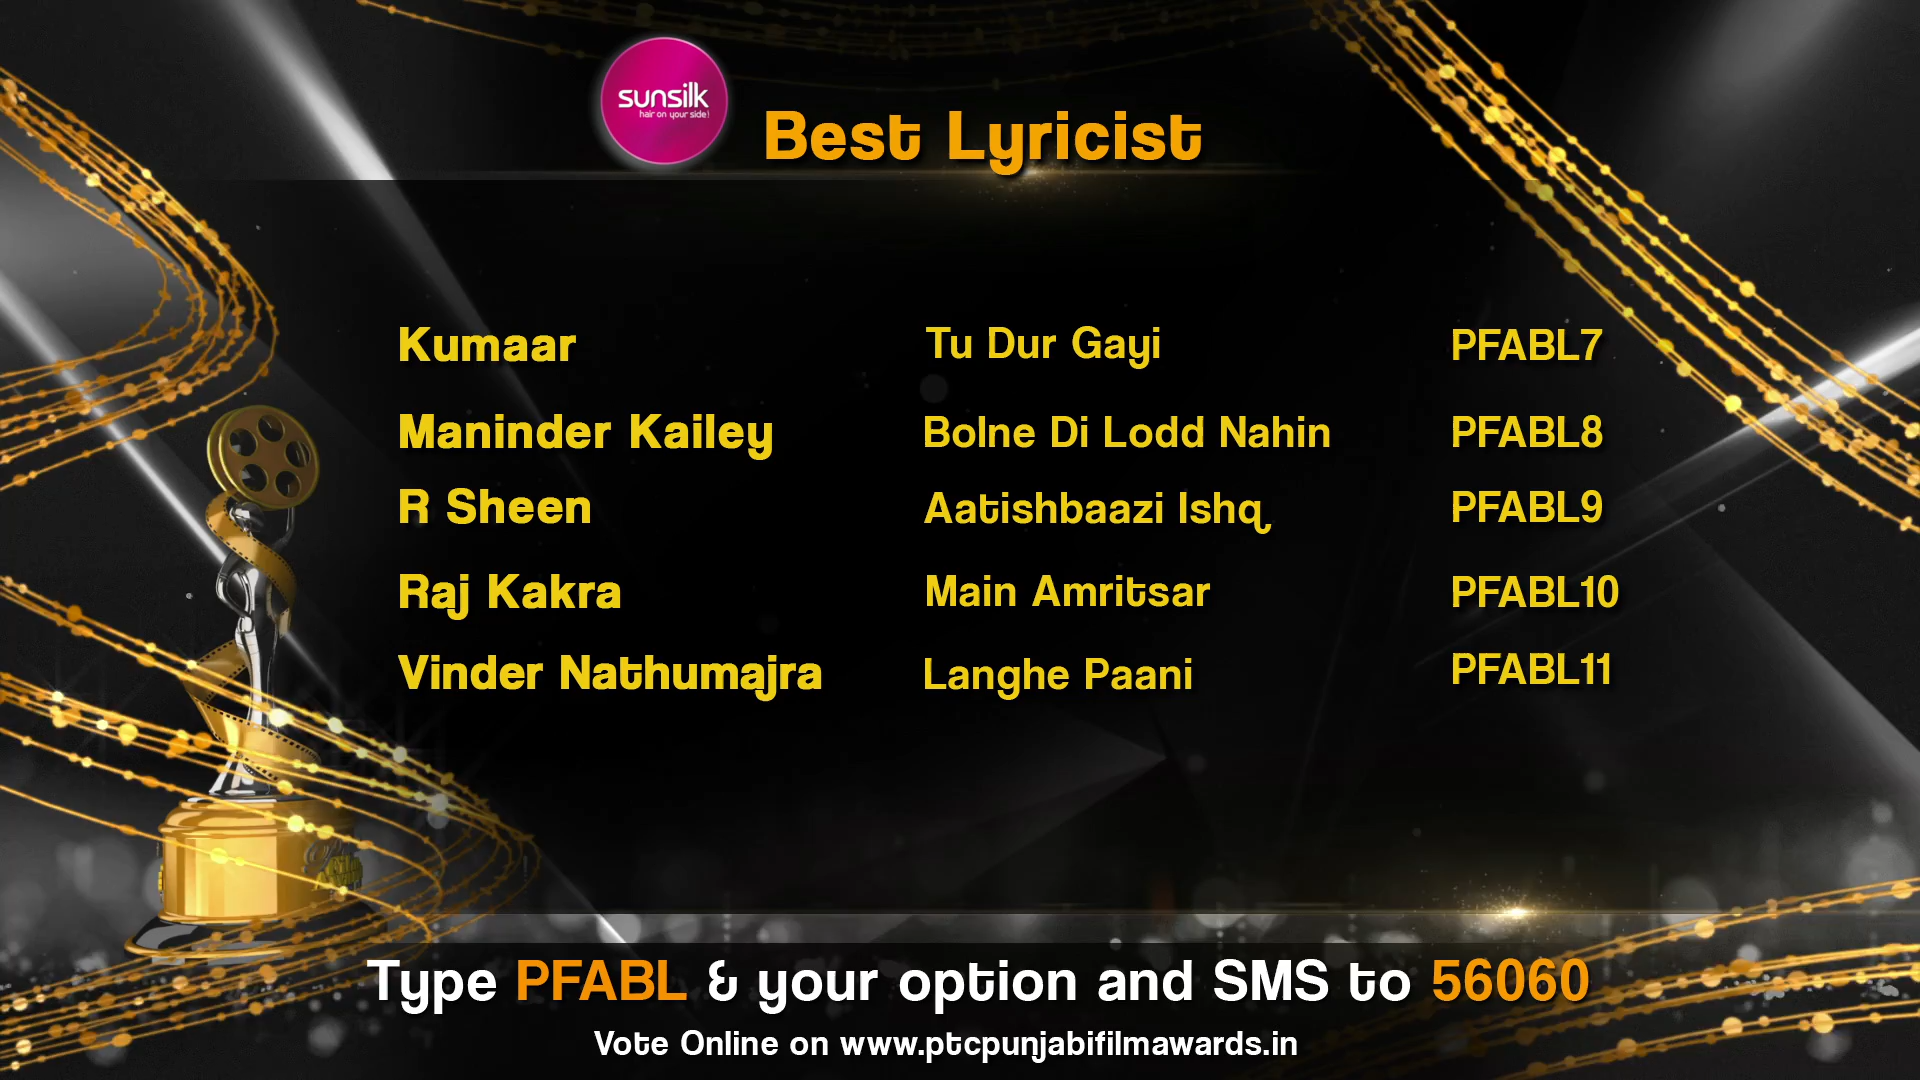 sunsilk
hair on your side!
Best Lyricist
Kumaar Tu Dur Gayi PFABL7
Maninder Kailey Bolne Di Lodd Nahin PFABL8
R Sheen Aatishbaazi Ishq PFABL9
Raj Kakra Main Amritsar PFABL10
Vinder Nathumajra Langhe Paani PFABL11
Type PFABL & your option and SMS to 56060
Vote Online on www.ptcpunjabifilmawards.in